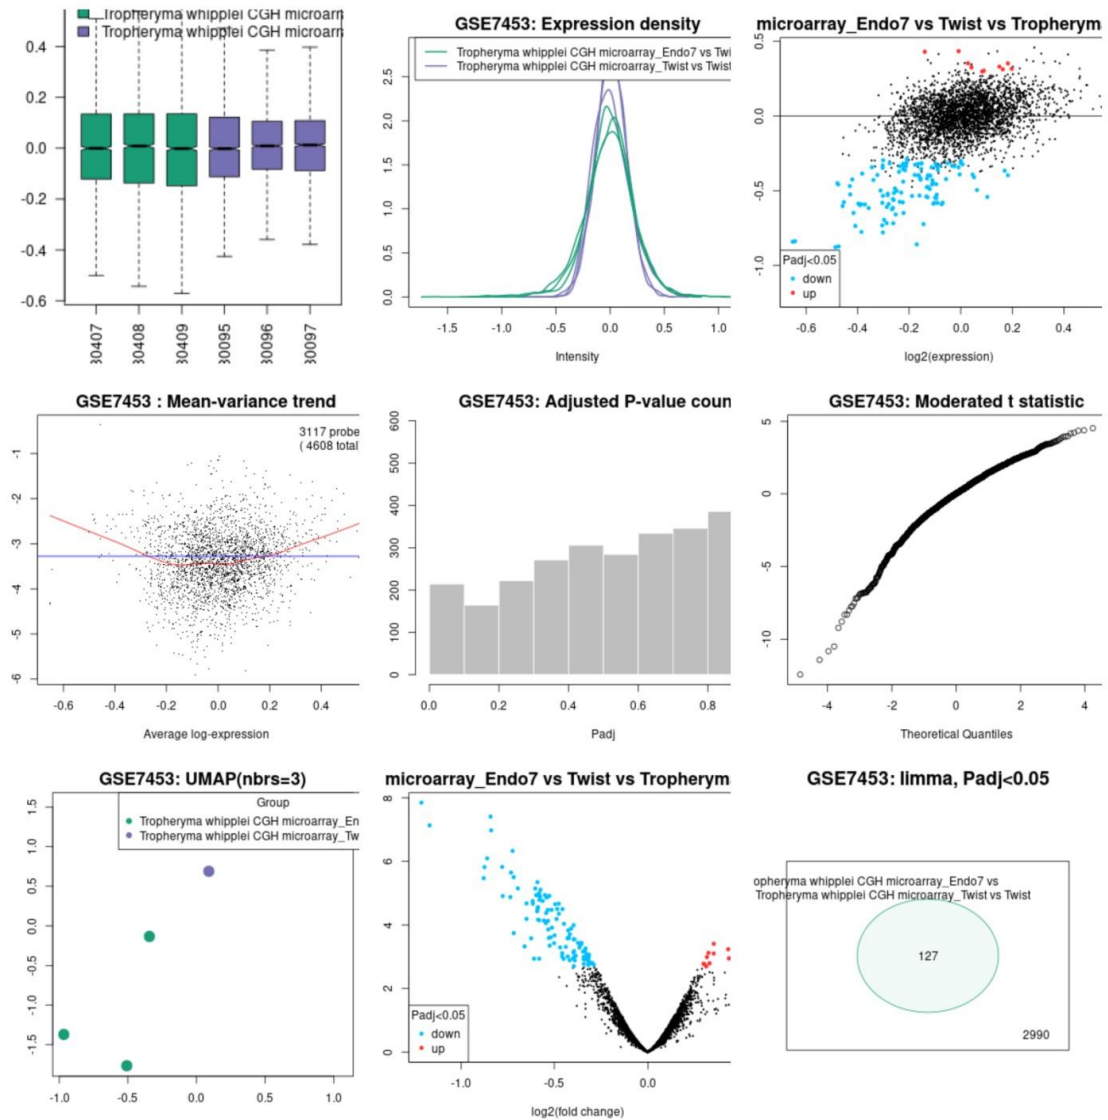 Tropheryma whipplei CGH microarr
Tropheryma whipplei CGH microarr
0.4
0.2
0.0
-0.2
-0.4
-0.6
30407
30408
30409
80095
80096
80097
GSE7453: Expression density
Tropheryma whipplei CGH microarray_Endo7 vs Twi
Tropheryma whipplei CGH microarray_Twist vs Twist
2.5
2.0
1.5
1.0
0.5
0.0
-1.5 -1.0 -0.5 0.0 0.5 1.0
Intensity
microarray_Endo7 vs Twist vs Tropherym
0.5
0.0
-0.5
-1.0
Padj<0.05
down
up
-0.6 -0.4 -0.2 0.0 0.2 0.4
log2(expression)
GSE7453 : Mean-variance trend
3117 probe
( 4608 total
-1
-2
-3
-4
-5
-6
-0.6 -0.4 -0.2 0.0 0.2 0.4
Average log-expression
GSE7453: Adjusted P-value coun
600
500
400
300
200
100
0
0.0 0.2 0.4 0.6 0.8
Padj
GSE7453: Moderated t statistic
5
0
-5
-10
-4 -2 0 2 4
Theoretical Quantiles
GSE7453: UMAP(nbrs=3)
Group
Tropheryma whipplei CGH microarray_En
Tropheryma whipplei CGH microarray_Tw
1.5
1.0
0.5
0.0
-0.5
-1.0
-1.5
-1.0 -0.5 0.0 0.5 1.0
microarray_Endo7 vs Twist vs Tropherym
8
6
4
2
0
Padj<0.05
down
up
-1.0 -0.5 0.0
log2(fold change)
GSE7453: limma, Padj<0.05
opheryma whipplei CGH microarray_Endo7 vs
Tropheryma whipplei CGH microarray_Twist vs Twist
127
2990